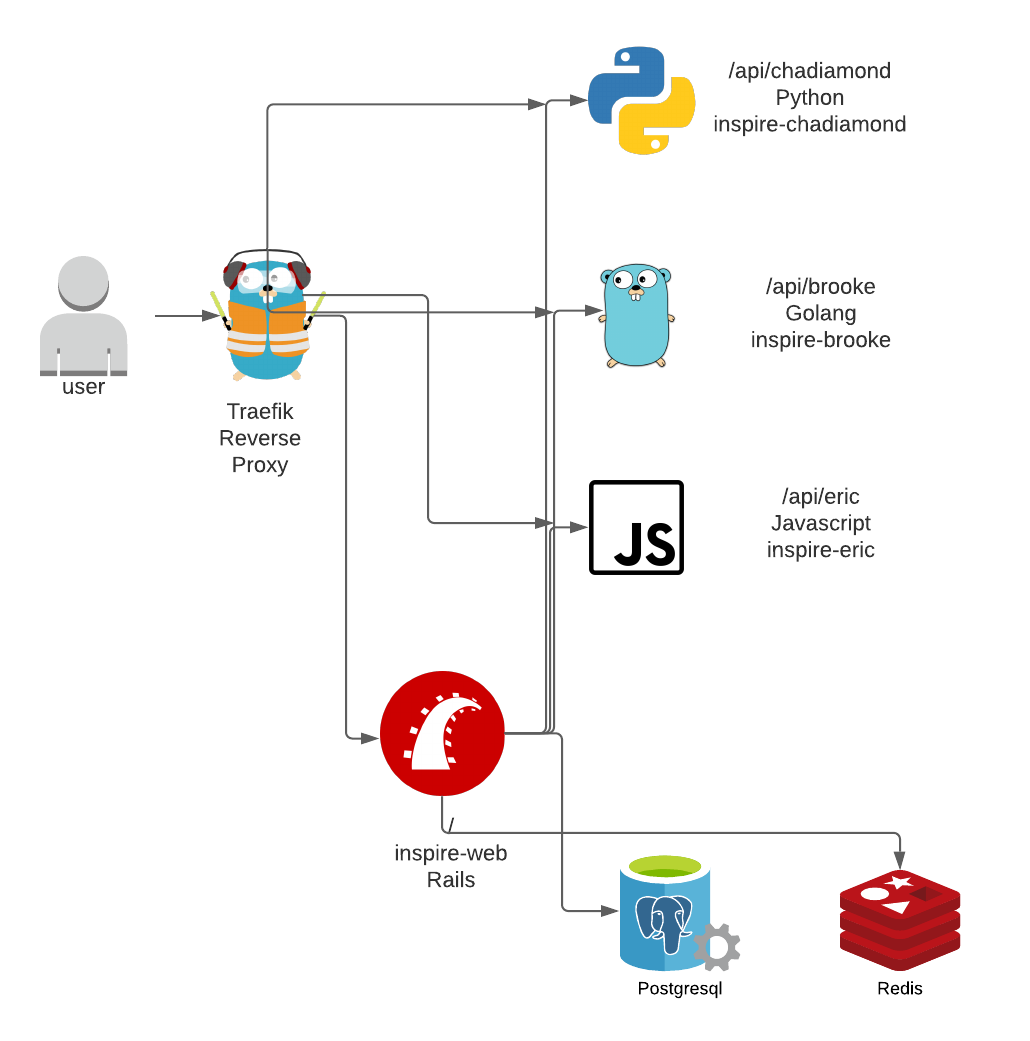 /api/chadiamond
Python
inspire-chadiamond
/api/brooke
Golang
inspire-brooke
user
Traefik
Reverse
Proxy
/api/eric
Javascript
inspire-eric
JS
/
inspire-web
Rails
Postgresql
Redis